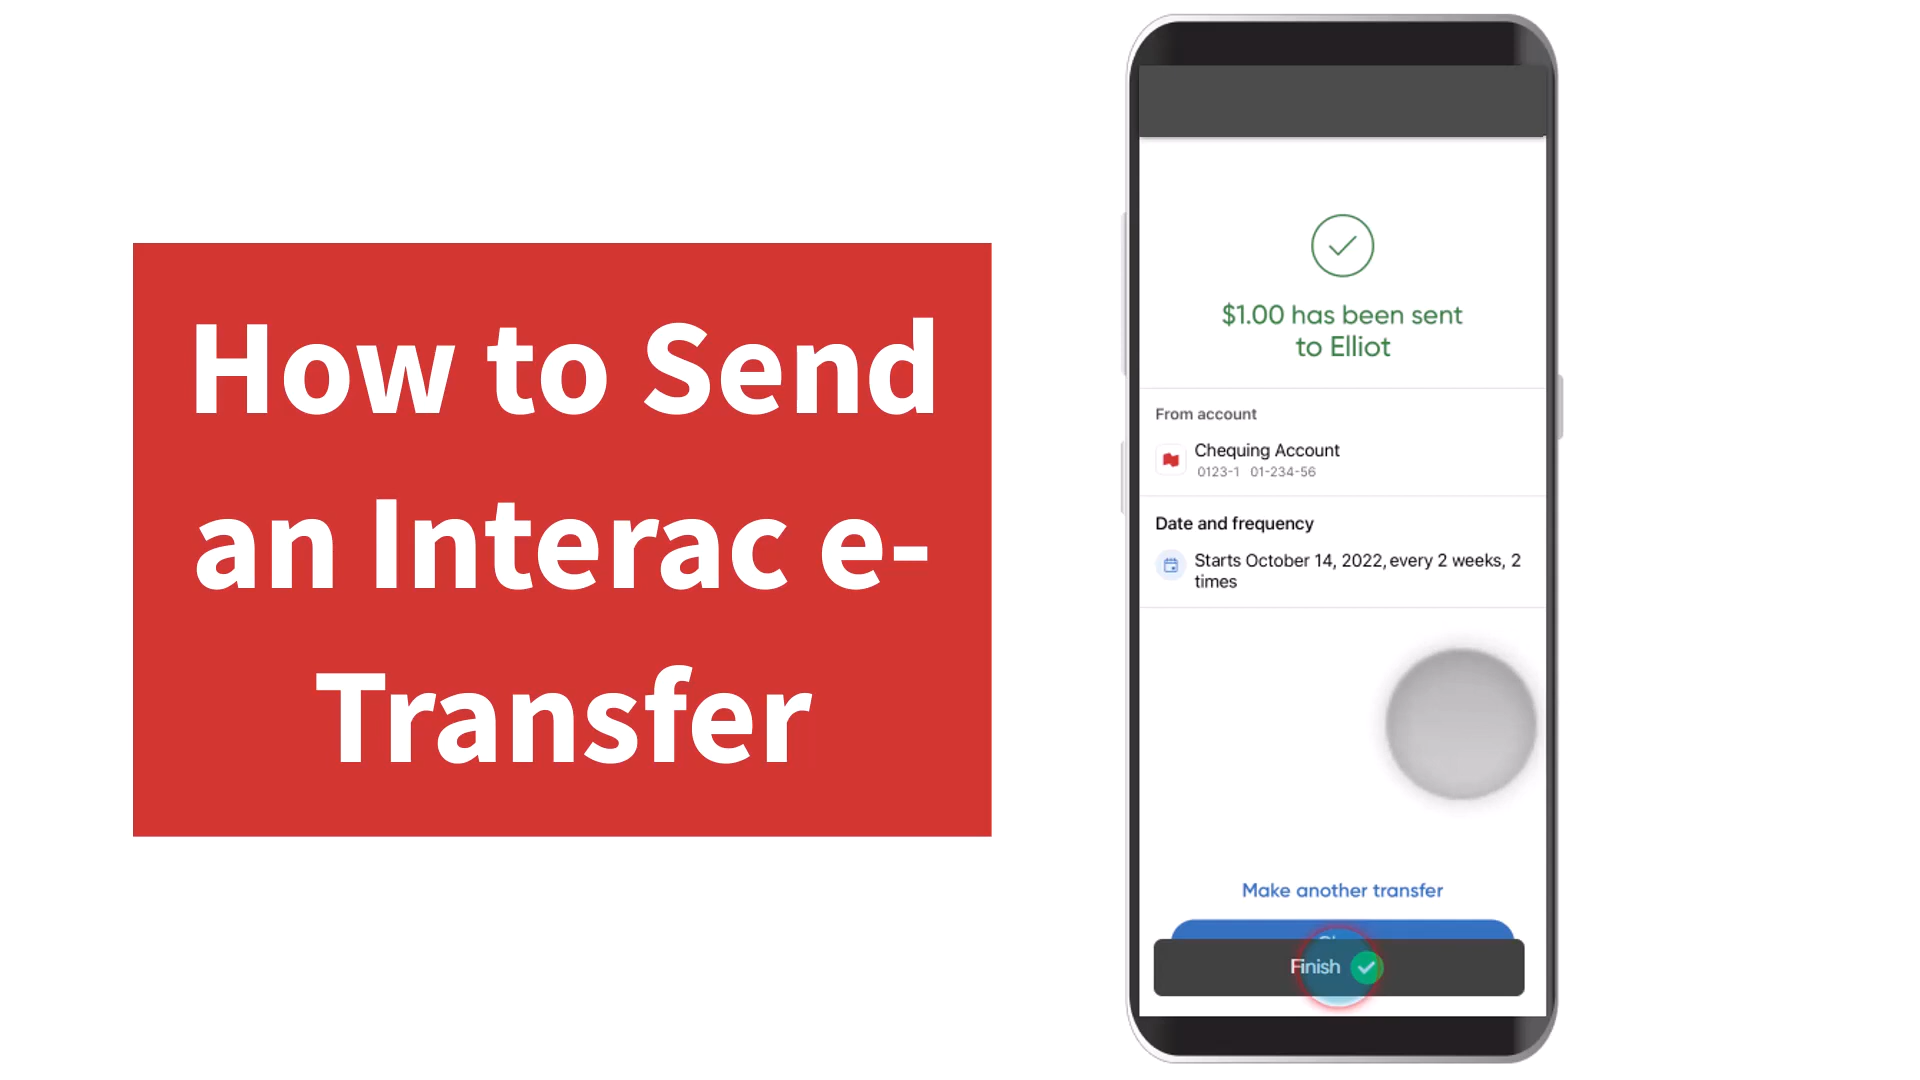 How to Send
an Interac e-
Transfer
$1.00 has been sent
to Elliot
From account
Chequing Account
0123-1 01-234-56
Date and frequency
Starts October 14, 2022, every 2 weeks, 2
times
Make another transfer
Finish